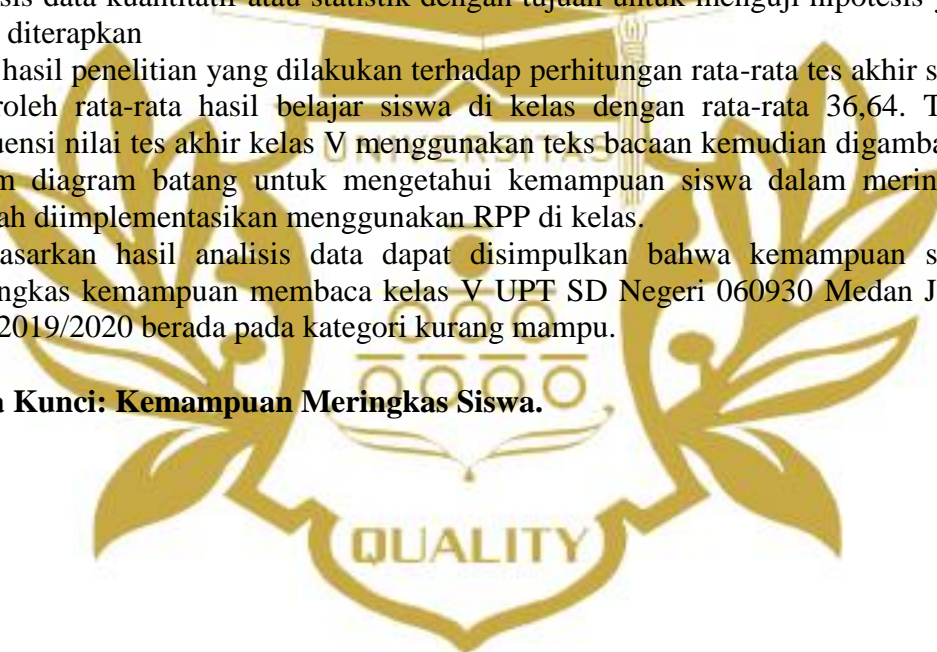 sis data kuantitatif atau statistik dengan tujuan untuk menguji hipotesis
diterapkan
hasil penelitian yang dilakukan terhadap perhitungan rata-rata tes akhir s
roleh rata-rata hasil belajar siswa di kelas dengan rata-rata 36,64. T
uensi nilai tes akhir kelas V menggunakan teks bacaan kemudian digamba
m diagram batang untuk mengetahui kemampuan siswa dalam merin
ah diimplementasikan menggunakan RPP di kelas.
asarkan hasil analisis data dapat disimpulkan bahwa kemampuan s
ngkas kemampuan membaca kelas V UPT SD Negeri 060930 Medan J
2019/2020 berada pada kategori kurang mampu.
a Kunci: Kemampuan Meringkas Siswa.
UNIVERSITAS
QUALITY